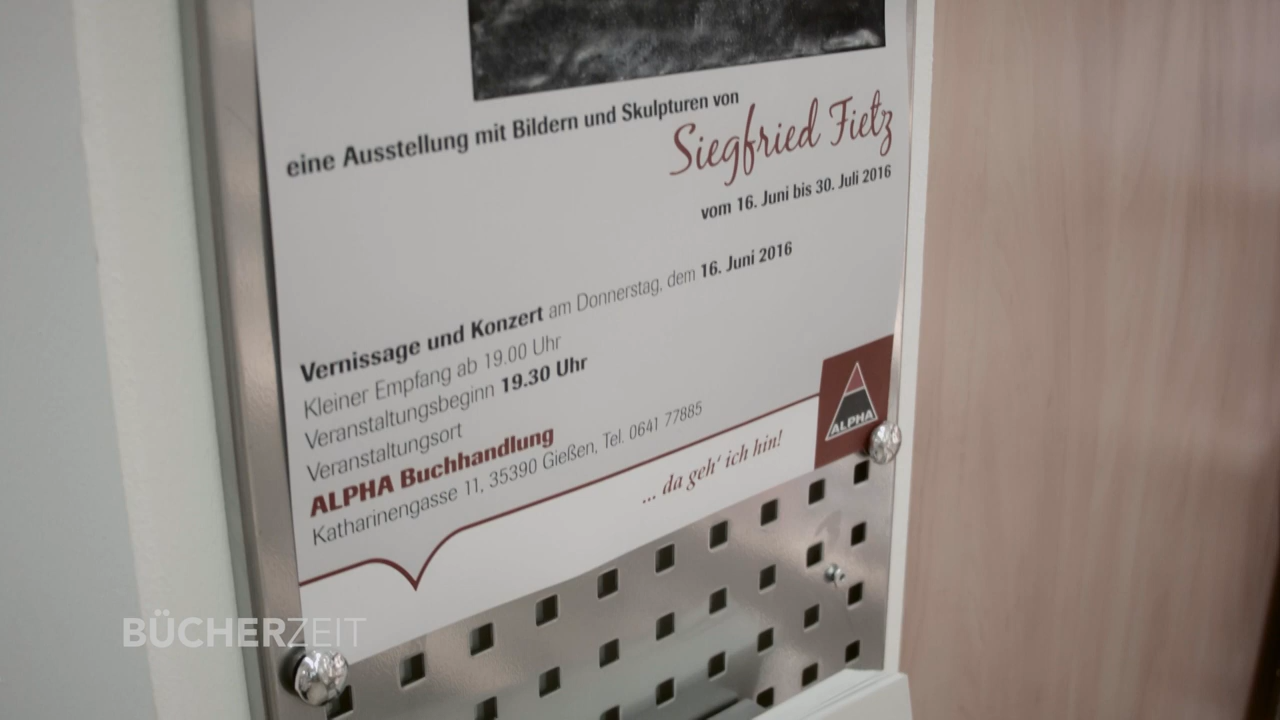 eine Ausstellung mit Bildern und Skulpturen von
Siegfried Fietz
vom 16. Juni bis 30. Juli 2016
Vernissage und Konzert am Donnerstag, dem 16. Juni 2016
Kleiner Empfang ab 19.00 Uhr
Veranstaltungsbeginn 19.30 Uhr
Veranstaltungsort
ALPHA Buchhandlung
Katharinengasse 11, 35390 Gießen, Tel. 0641 77885
... da geh' ich hin!
ALPHA
BÜCHERZEIT